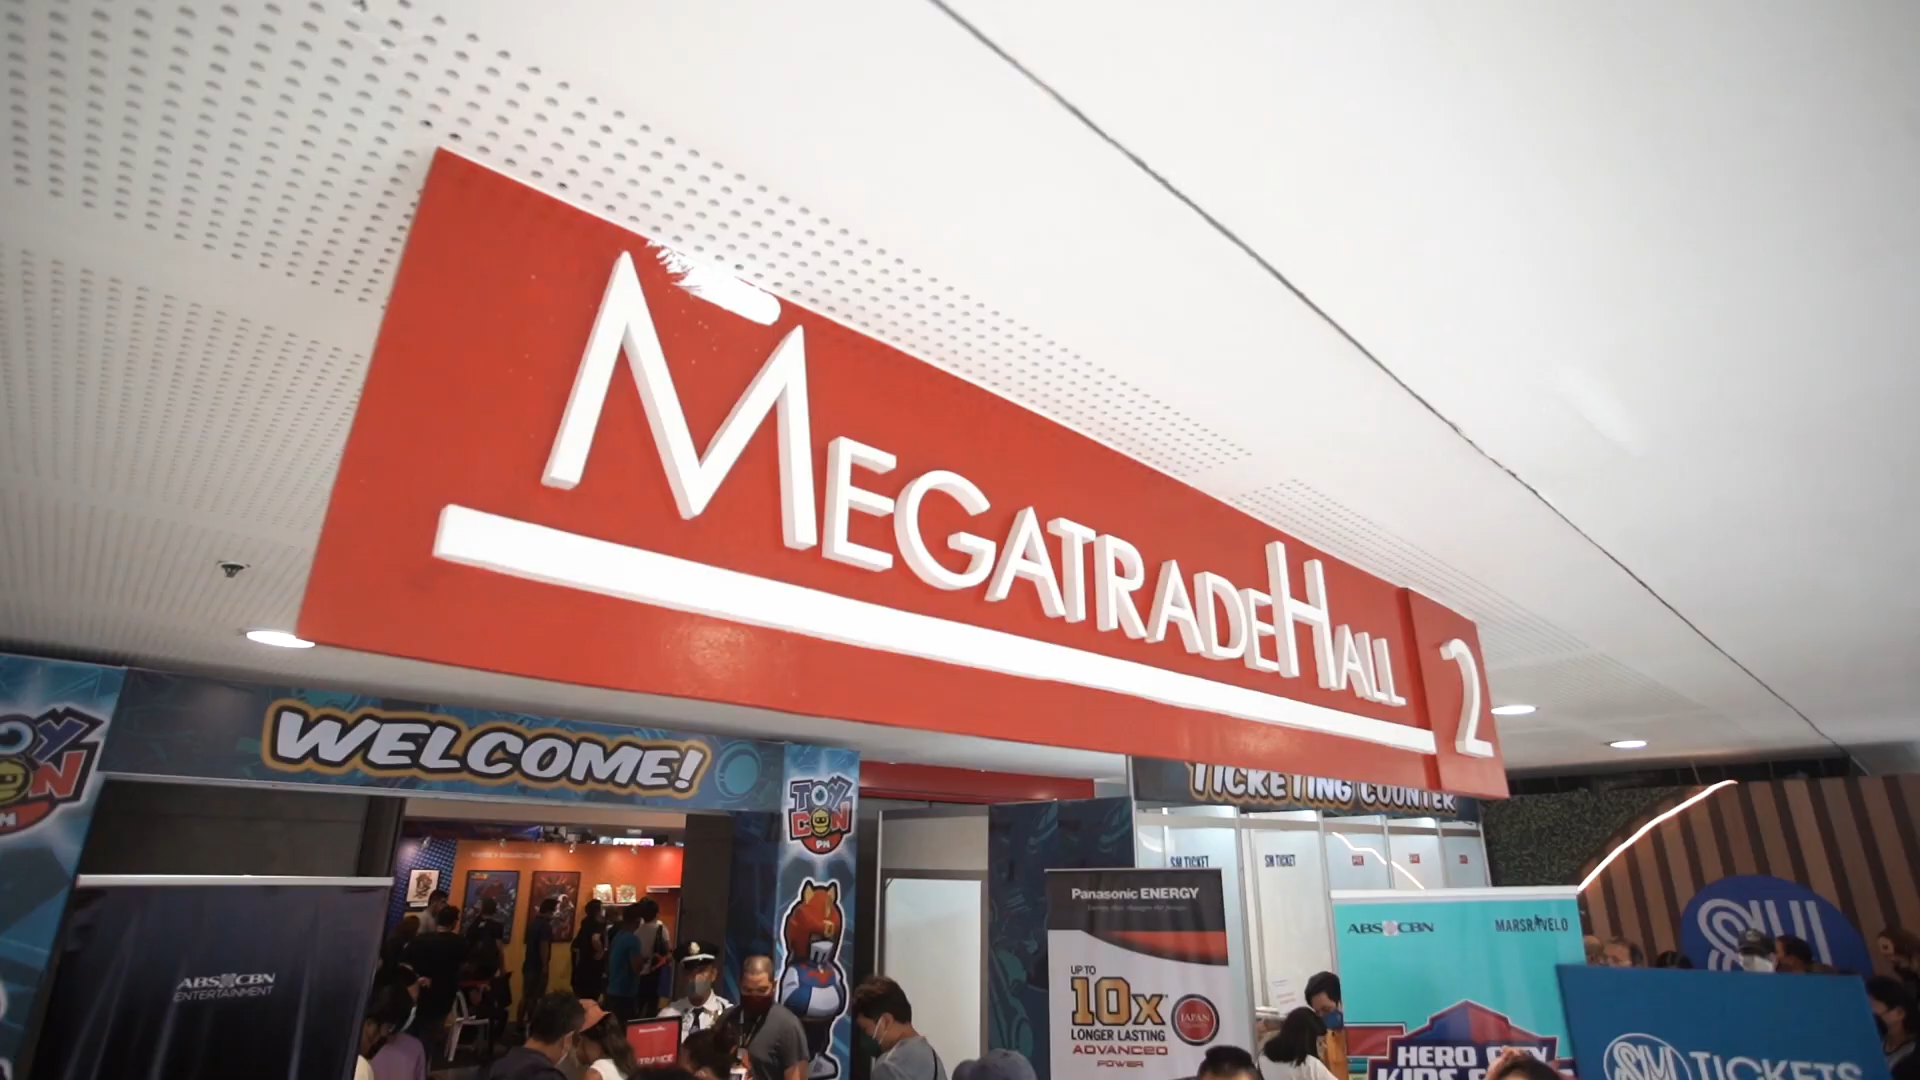 MEGATRADEHALL 2
WELCOME!
TOY
CON
PH
TICKETING COUNTER
SM TICKET
SM TICKET
Panasonic ENERGY
UP TO
10x
LONGER LASTING
ADVANCED
POWER
JAPAN
ABS CBN
MARSRAVELO
HERO CITY
KIDS
ABS CBN
ENTERTAINMENT
SM
SM TICKETS